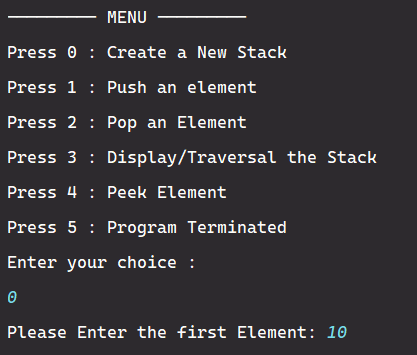 ────────── MENU ──────────
Press 0 : Create a New Stack
Press 1 : Push an element
Press 2 : Pop an Element
Press 3 : Display/Traversal the Stack
Press 4 : Peek Element
Press 5 : Program Terminated
Enter your choice :
0
Please Enter the first Element: 10